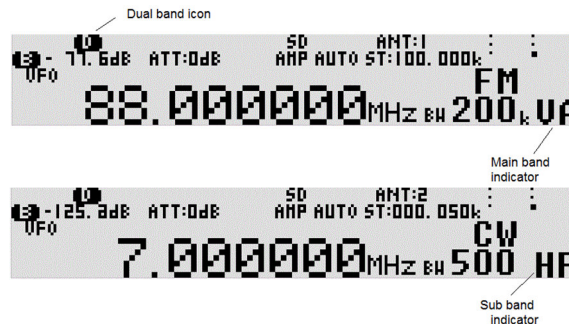 Dual band icon
SD ANT:1
- 77.6dB ATT:0dB AMP AUTO ST:100.000k
VFO
FM
88.000000MHz BW 200k VA
Main band
indicator
SD ANT:2
-125.2dB ATT:0dB AMP AUTO ST:000.050k
VFO
CW
7.000000MHz BW 500 HF
Sub band
indicator